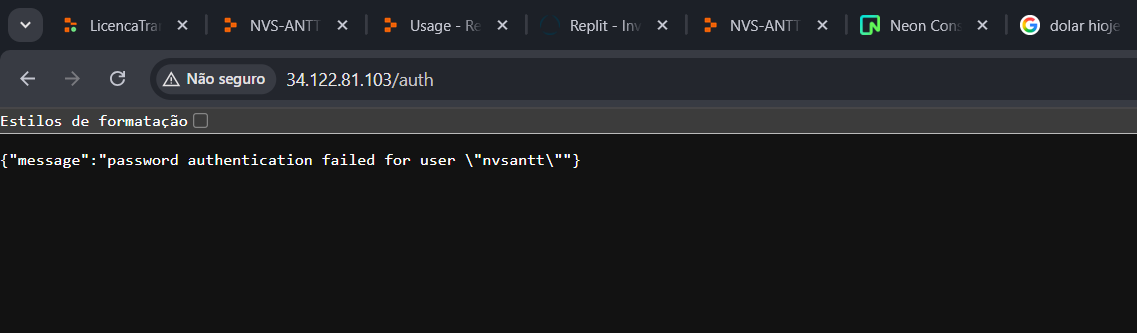 LicencaTra
NVS-ANTT
Usage - Re
Replit - Inv
NVS-ANTT
Neon Cons
dolar hioje
Não seguro
34.122.81.103/auth
Estilos de formatação
{"message":"password authentication failed for user \"nvsantt\""}